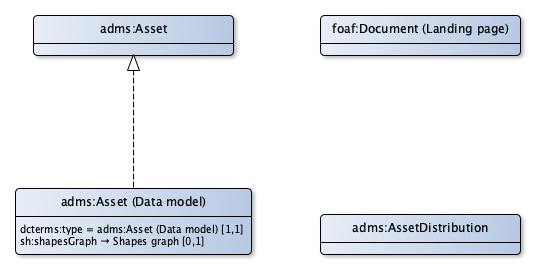 adms:Asset
foaf:Document (Landing page)
adms:Asset (Data model)
dcterms:type = adms:Asset (Data model) [1,1]
sh:shapesGraph → Shapes graph [0,1]
adms:AssetDistribution